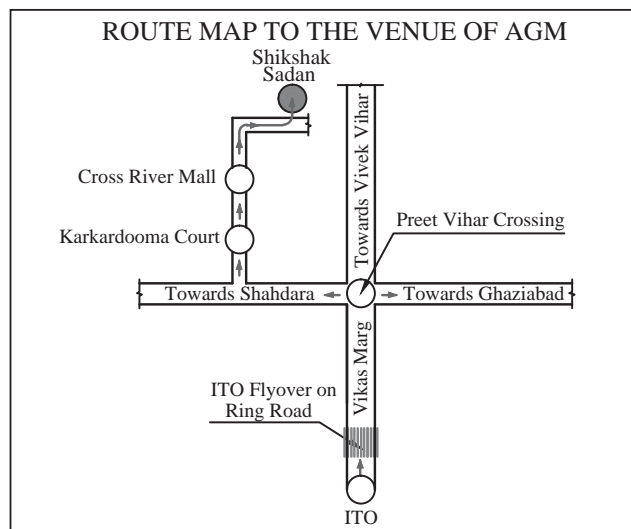 ROUTE MAP TO THE VENUE OF AGM
Shikshak
Sadan
Towards Vivek Vihar
Cross River Mall
Preet Vihar Crossing
Karkardooma Court
Towards Shahdara
Towards Ghaziabad
Vikas Marg
ITO Flyover on
Ring Road
ITO